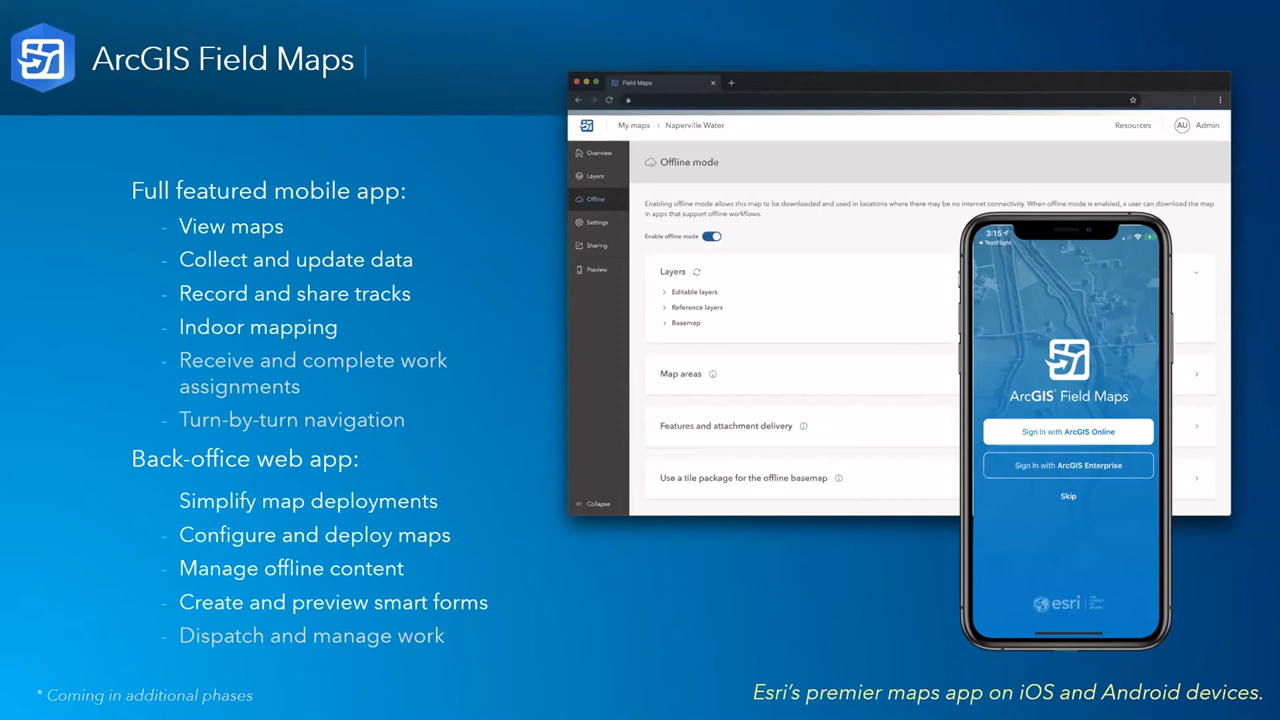 ArcGIS Field Maps
Full featured mobile app:
- View maps
- Collect and update data
- Record and share tracks
- Indoor mapping
- Receive and complete work
assignments
- Turn-by-turn navigation
Back-office web app:
Simplify map deployments
- Configure and deploy maps
- Manage offline content
- Create and preview smart forms
- Dispatch and manage work
* Coming in additional phases
Field Maps
My maps > Naperville Water
Resources
AU Admin
Overview
Layers
Offline
Settings
Sharing
Preview
Collapse
Offline mode
Enabling offline mode allows this map to be downloaded and used in locations where there may be no internet connectivity. When offline mode is enabled, a user can download the map
in apps that support offline workflows.
Enable offline mode
Layers
Editable layers
Reference layers
Basemap
Map areas
Features and attachment delivery
Use a tile package for the offline basemap
3:15
TestFlight
ArcGIS Field Maps
Sign In with ArcGIS Online
Sign In with ArcGIS Enterprise
Skip
esri
Esri's premier maps app on iOS and Android devices.